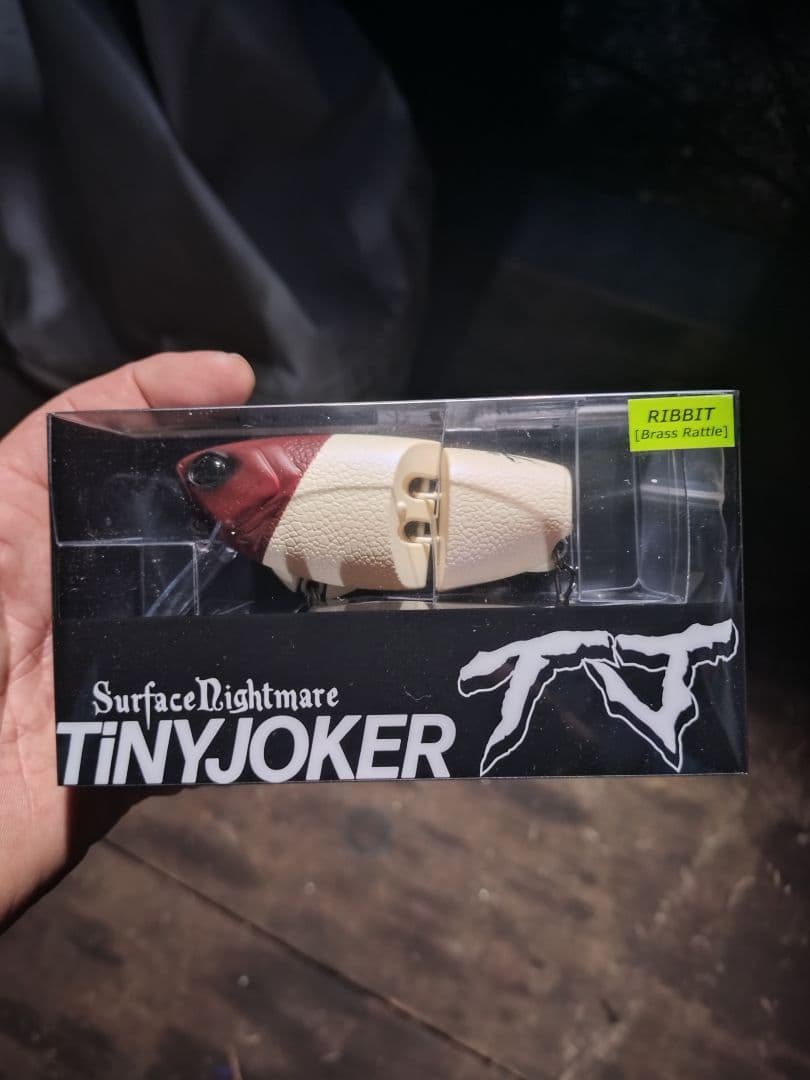 RIBBIT
[Brass Rattle]
SurfaceNightmare
TiNYJOKER
TJ